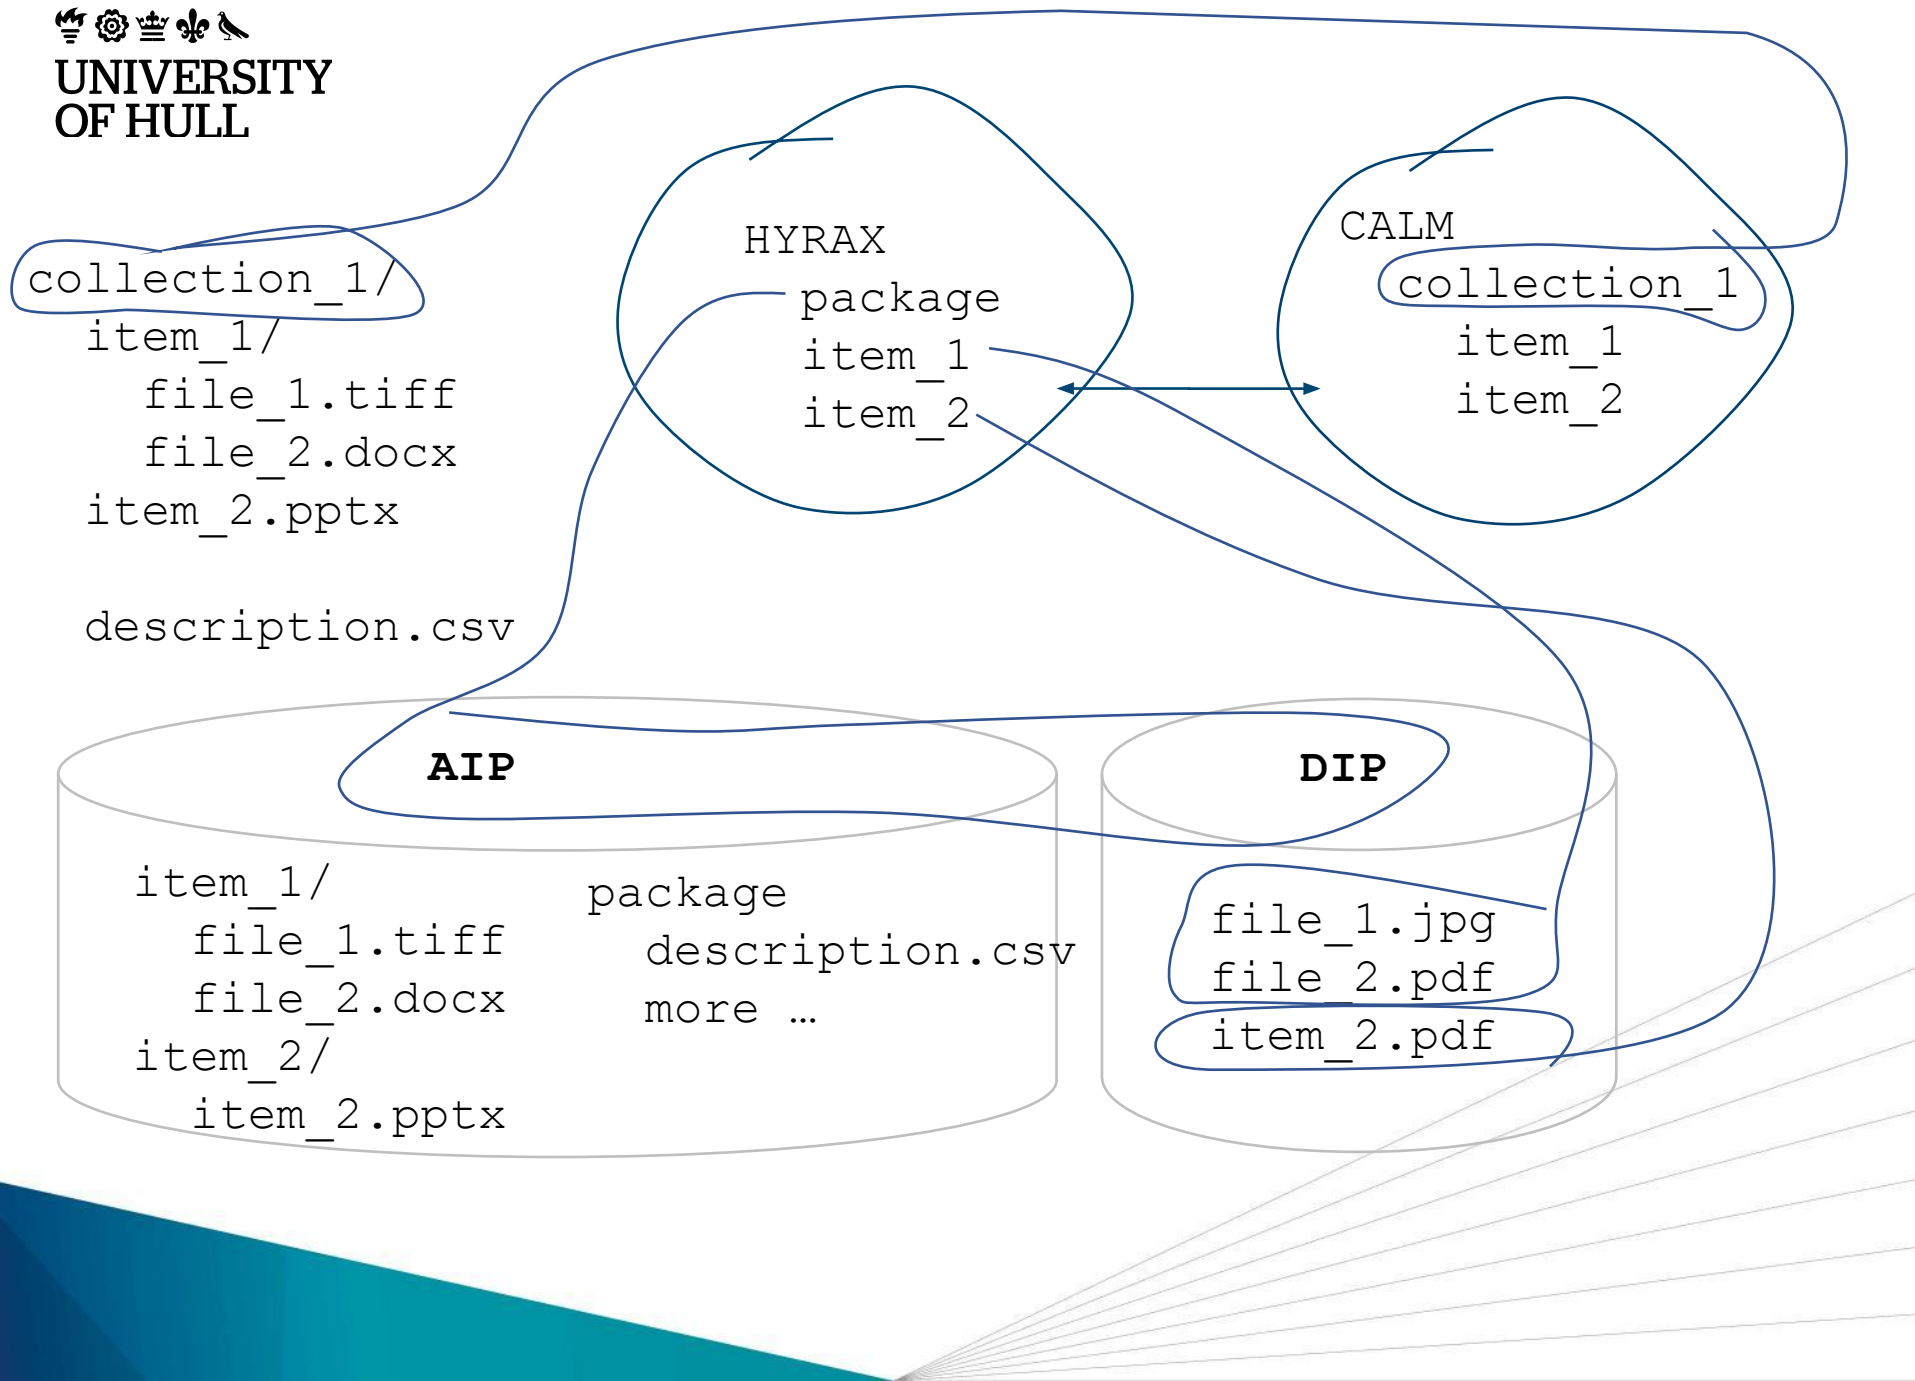 UNIVERSITY
OF HULL
collection_1/
item_1/
file_1.tiff
file_2.docx
item_2.pptx
description.csv
HYRAX
package
item_1
item_2
CALM
collection_1
item_1
item_2
AIP
item_1/
file_1.tiff
file_2.docx
item_2/
item_2.pptx
package
description.csv
more …
DIP
file_1.jpg
file_2.pdf
item_2.pdf